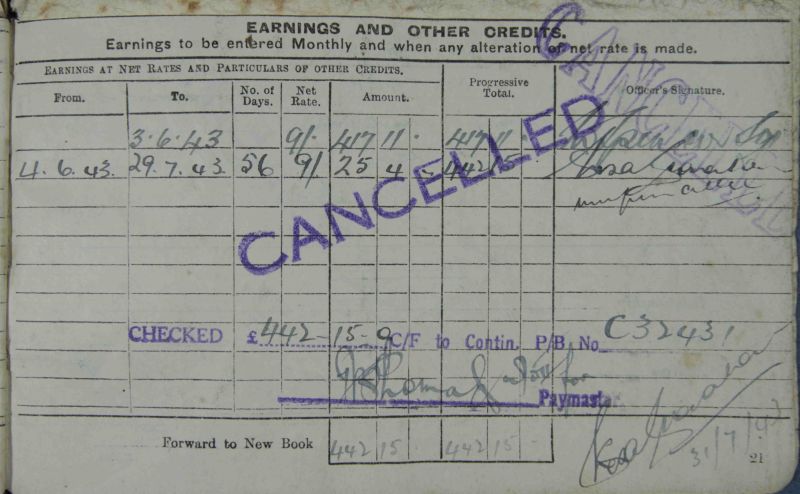 EARNINGS AND OTHER CREDITS.
Earnings to be entered Monthly and when any alteration of net rate is made.
EARNINGS AT NET RATES AND PARTICULARS OF OTHER CREDITS.
From. To. No. of Days. Net Rate. Amount. Progressive Total. Officer's Signature.
3.6.43 9/- 417 11 - 417 11 -
4.6.43. 29.7.43 56 9/ 25 4 - 442 15 -
CANCELLED
CANCELLED
CHECKED £442-15-9 C/F to Contin. P/B No C32431
Paymaster
Forward to New Book 442 15 - 442 15 -
31/7/43
21